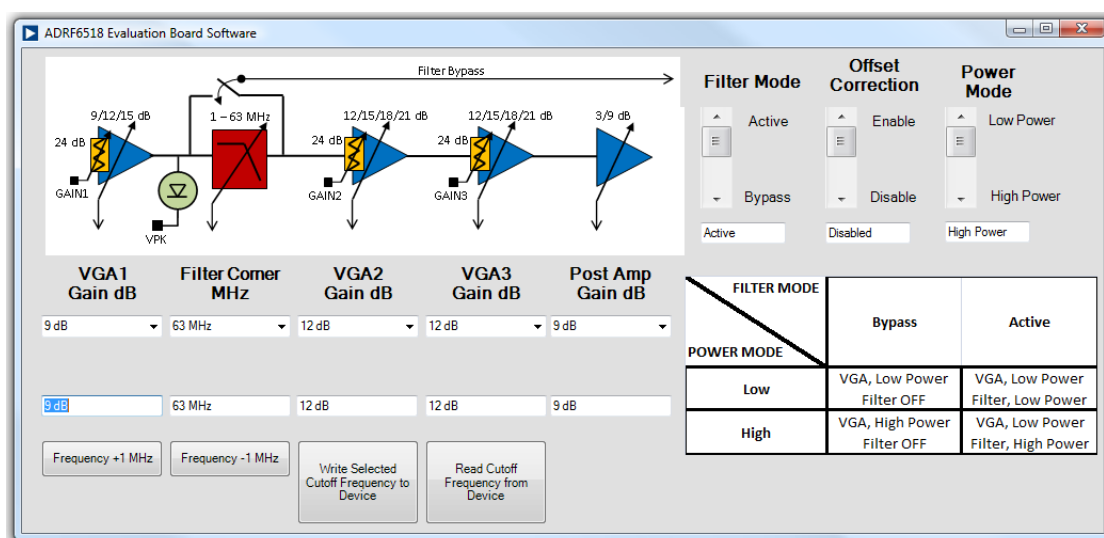 ADRF6518 Evaluation Board Software
Filter Bypass
9/12/15 dB
1 – 63 MHz
12/15/18/21 dB
12/15/18/21 dB
3/9 dB
24 dB
24 dB
24 dB
GAIN1
GAIN2
GAIN3
VPK
Filter Mode
Active
Bypass
Active
Offset
Correction
Enable
Disable
Disabled
Power
Mode
Low Power
High Power
High Power
VGA1
Gain dB
Filter Corner
MHz
VGA2
Gain dB
VGA3
Gain dB
Post Amp
Gain dB
9 dB
63 MHz
12 dB
12 dB
9 dB
9 dB
63 MHz
12 dB
12 dB
9 dB
Frequency +1 MHz
Frequency -1 MHz
Write Selected
Cutoff Frequency to
Device
Read Cutoff
Frequency from
Device
FILTER MODE
POWER MODE
Bypass
Active
Low
VGA, Low Power
Filter OFF
VGA, Low Power
Filter, Low Power
High
VGA, High Power
Filter OFF
VGA, Low Power
Filter, High Power